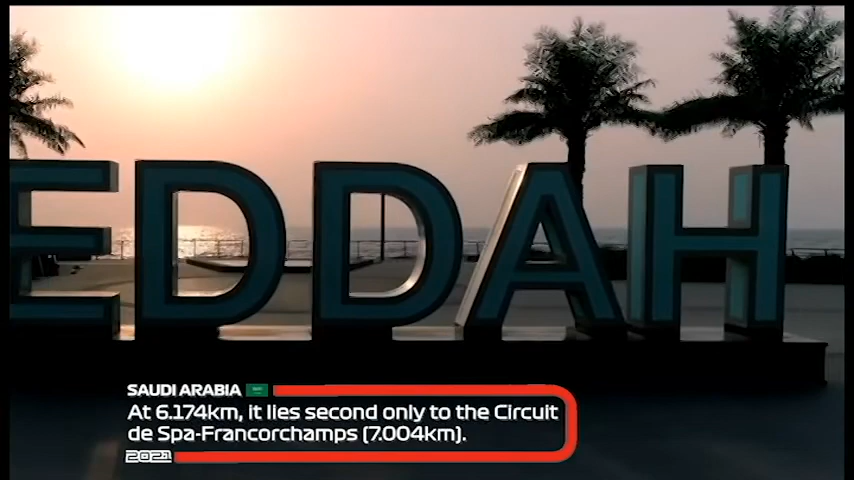 EDDAH
SAUDI ARABIA
At 6.174km, it lies second only to the Circuit
de Spa-Francorchamps (7.004km).
2021